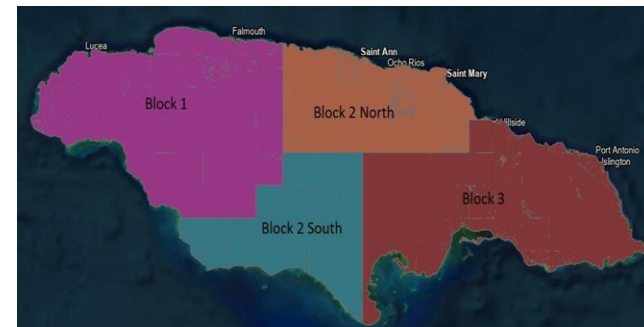 Falmouth
Lucea
Saint Ann
Ocho Rios
Saint Mary
Block 1
Block 2 North
Port Antonio
Islington
Block 3
Block 2 South